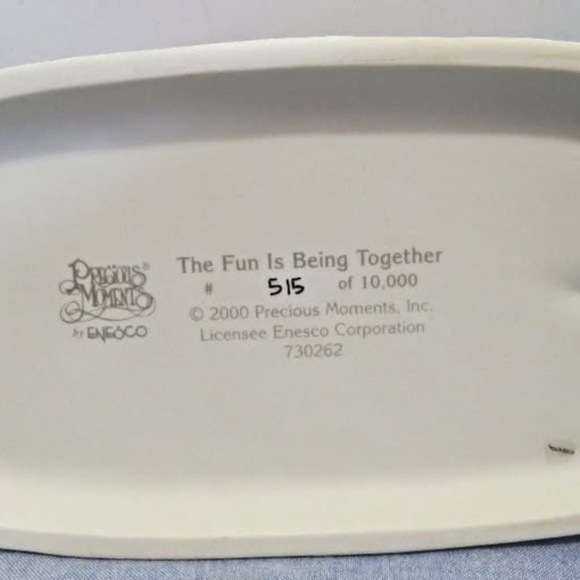 PRECIOUS MOMENTS®
by ENESCO
The Fun Is Being Together
# 515 of 10,000
© 2000 Precious Moments, Inc.
Licensee Enesco Corporation
730262